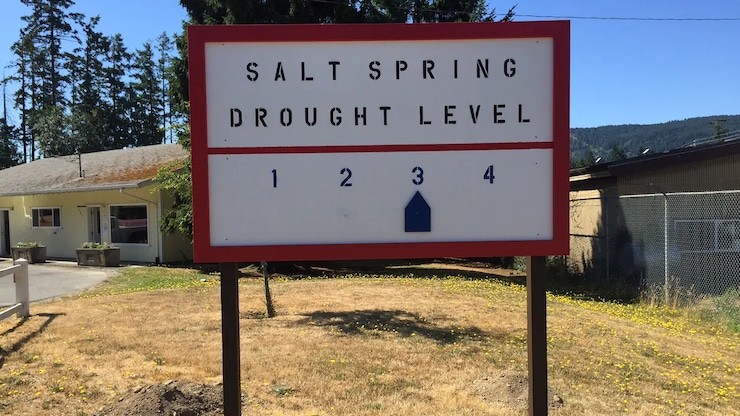 SALT SPRING
DROUGHT LEVEL
1 2 3 4